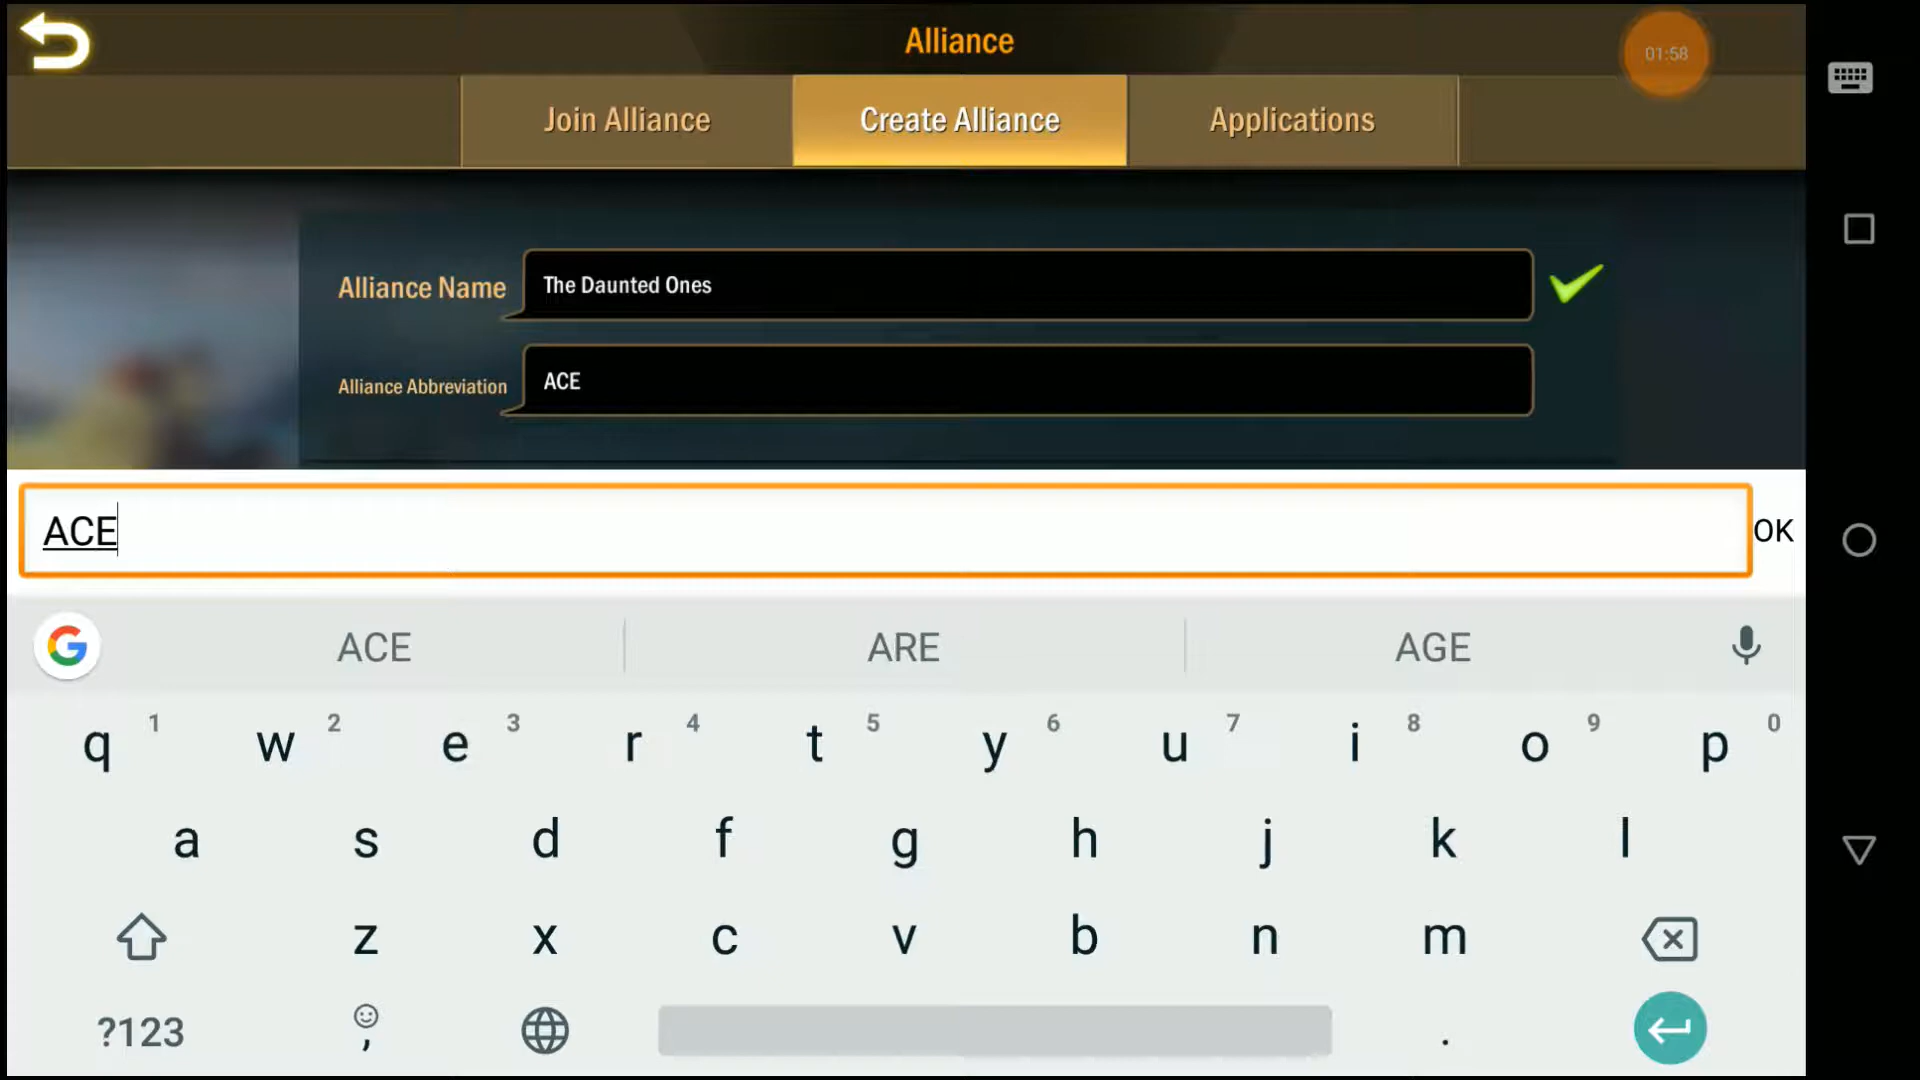 Alliance
01:58
Join Alliance
Create Alliance
Applications
Alliance Name
The Daunted Ones
Alliance Abbreviation
ACE
ACE
OK
ACE ARE AGE
q 1 w 2 e 3 r 4 t 5 y 6 u 7 i 8 o 9 p 0
a s d f g h j k l
z x c v b n m
?123 , .